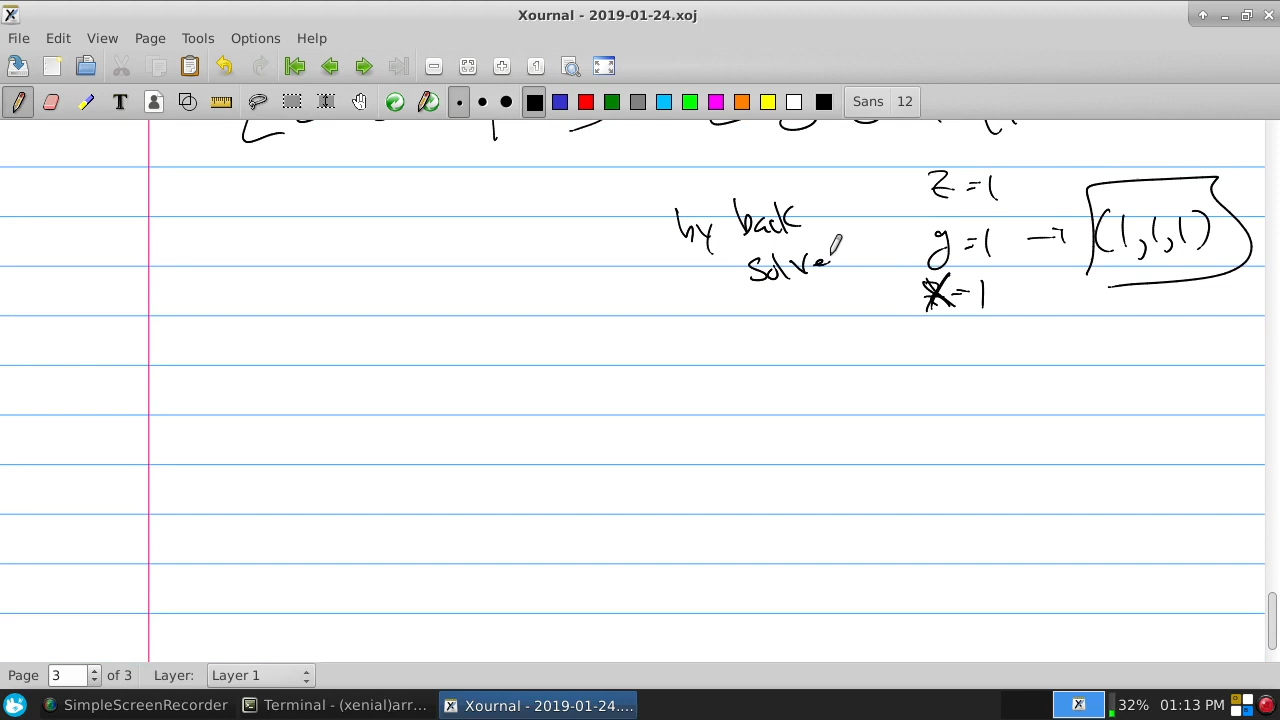 Xournal - 2019-01-24.xoj
File Edit View Page Tools Options Help
Sans 12
z = 1
by back
y = 1 → (1,1,1)
solve
x = 1
Page 3 of 3 Layer: Layer 1
SimpleScreenRecorder Terminal - (xenial)arr... Xournal - 2019-01-24.... 32% 01:13 PM